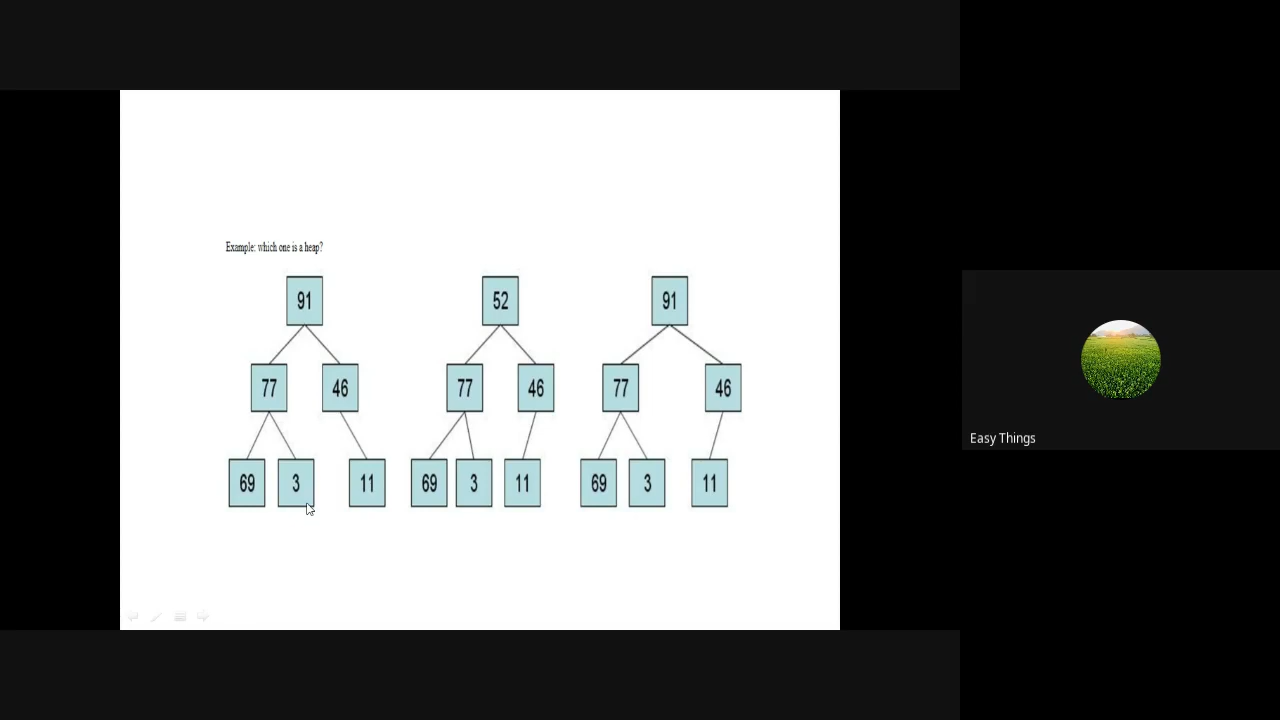 Example: which one is a heap?
91 52 91
77 46 77 46 77 46
69 3 11 69 3 11 69 3 11
Easy Things